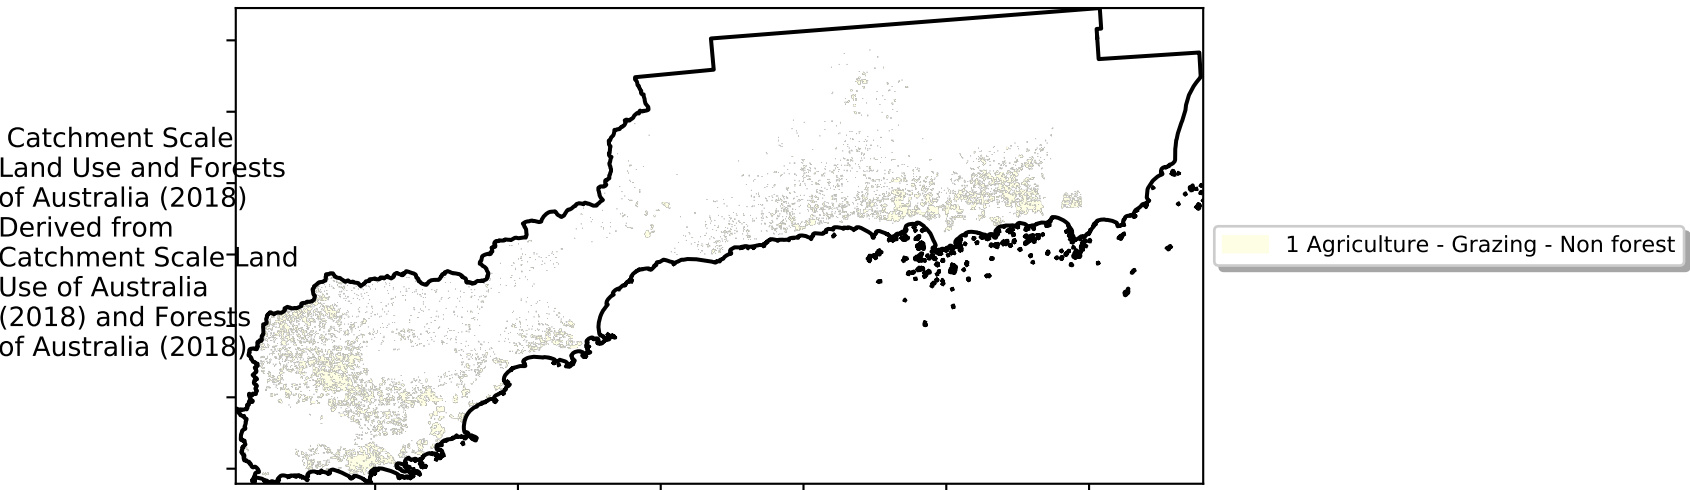 Catchment Scale
Land Use and Forests
of Australia (2018)
Derived from
Catchment Scale Land
Use of Australia
(2018) and Forests
of Australia (2018)
1 Agriculture - Grazing - Non forest